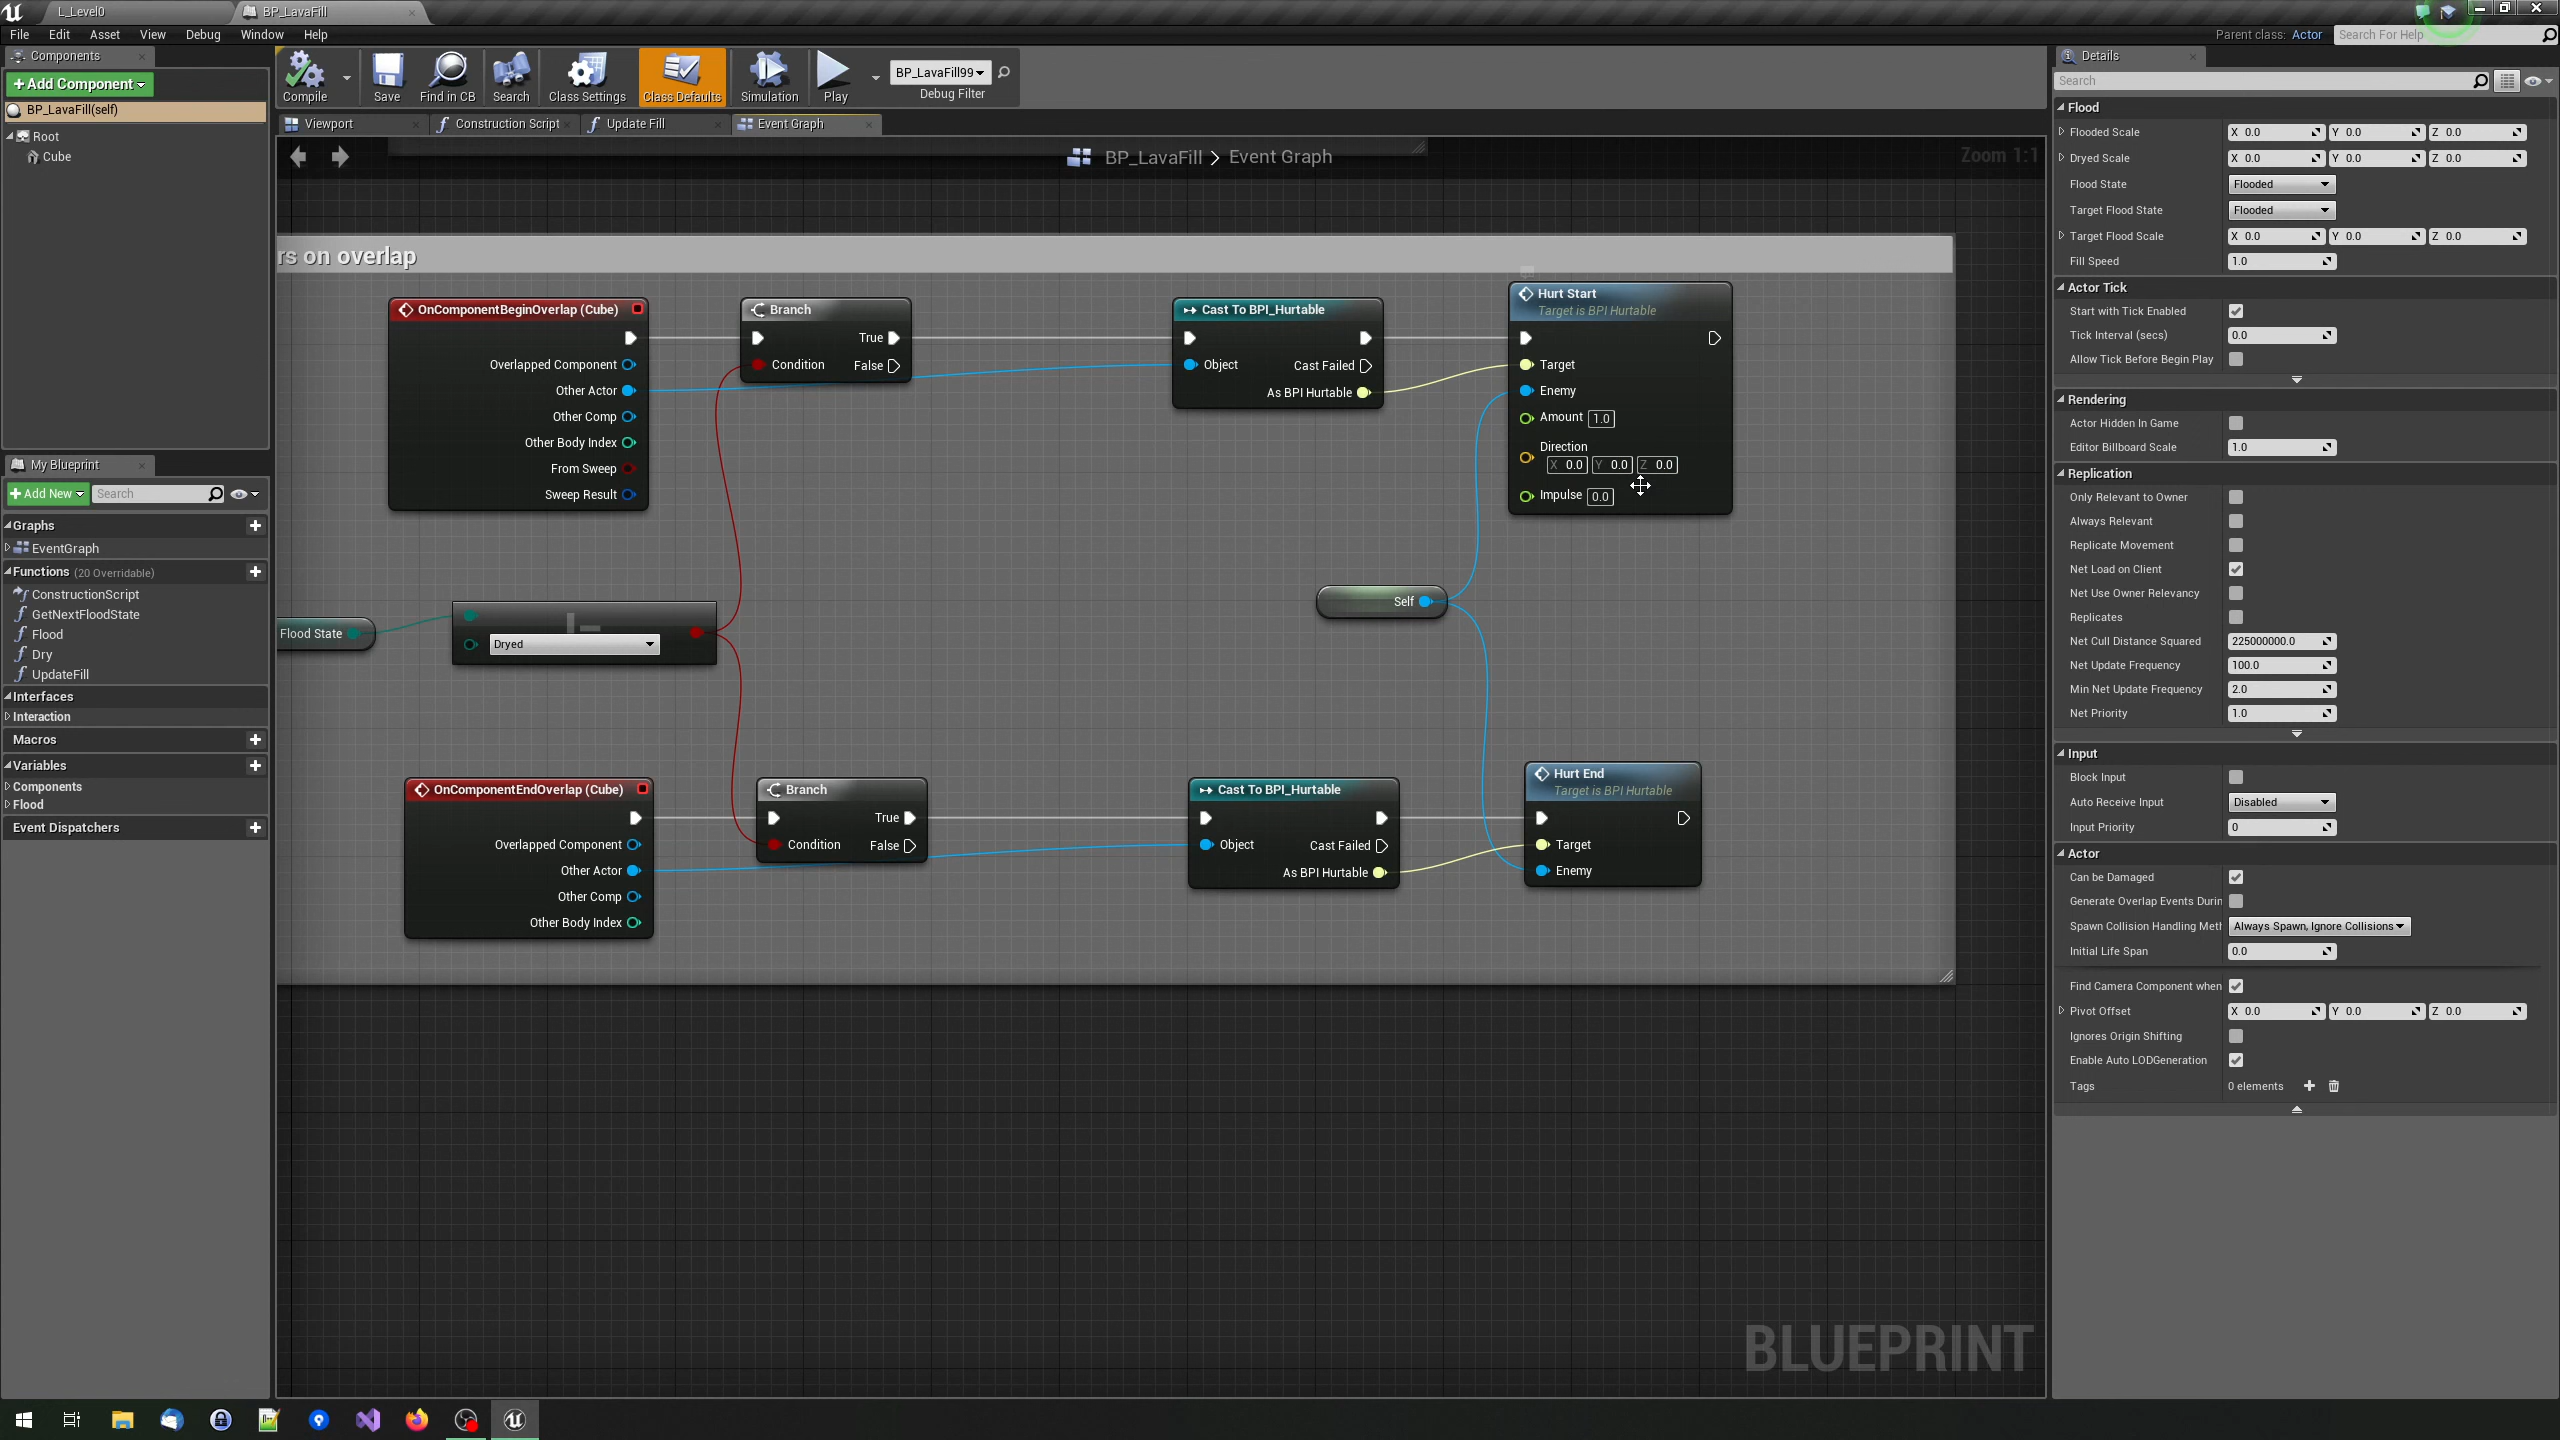 L_Level0
BP_LavaFill
File Edit Asset View Debug Window Help
Parent class: Actor
Search For Help
Components
+Add Component
BP_LavaFill(self)
Root
Cube
Compile
Save
Find in CB
Search
Class Settings
Class Defaults
Simulation
Play
BP_LavaFill99
Debug Filter
Viewport
Construction Script
Update Fill
Event Graph
BP_LavaFill > Event Graph
Zoom 1:1
rs on overlap
OnComponentBeginOverlap (Cube)
Overlapped Component
Other Actor
Other Comp
Other Body Index
From Sweep
Sweep Result
Branch
True
Condition
False
Cast To BPI_Hurtable
Object
Cast Failed
As BPI Hurtable
Hurt Start
Target is BPI Hurtable
Target
Enemy
Amount 1.0
Direction
X 0.0 Y 0.0 Z 0.0
Impulse 0.0
Self
Flood State
Dryed
OnComponentEndOverlap (Cube)
Overlapped Component
Other Actor
Other Comp
Other Body Index
Branch
True
Condition
False
Cast To BPI_Hurtable
Object
Cast Failed
As BPI Hurtable
Hurt End
Target is BPI Hurtable
Target
Enemy
BLUEPRINT
My Blueprint
+Add New
Search
Graphs
EventGraph
Functions (20 Overridable)
ConstructionScript
GetNextFloodState
Flood
Dry
UpdateFill
Interfaces
Interaction
Macros
Variables
Components
Flood
Event Dispatchers
Details
Search
Flood
Flooded Scale X 0.0 Y 0.0 Z 0.0
Dryed Scale X 0.0 Y 0.0 Z 0.0
Flood State Flooded
Target Flood State Flooded
Target Flood Scale X 0.0 Y 0.0 Z 0.0
Fill Speed 1.0
Actor Tick
Start with Tick Enabled
Tick Interval (secs) 0.0
Allow Tick Before Begin Play
Rendering
Actor Hidden In Game
Editor Billboard Scale 1.0
Replication
Only Relevant to Owner
Always Relevant
Replicate Movement
Net Load on Client
Net Use Owner Relevancy
Replicates
Net Cull Distance Squared 225000000.0
Net Update Frequency 100.0
Min Net Update Frequency 2.0
Net Priority 1.0
Input
Block Input
Auto Receive Input Disabled
Input Priority 0
Actor
Can be Damaged
Generate Overlap Events Durin
Spawn Collision Handling Meth Always Spawn, Ignore Collisions
Initial Life Span 0.0
Find Camera Component when
Pivot Offset X 0.0 Y 0.0 Z 0.0
Ignores Origin Shifting
Enable Auto LODGeneration
Tags 0 elements